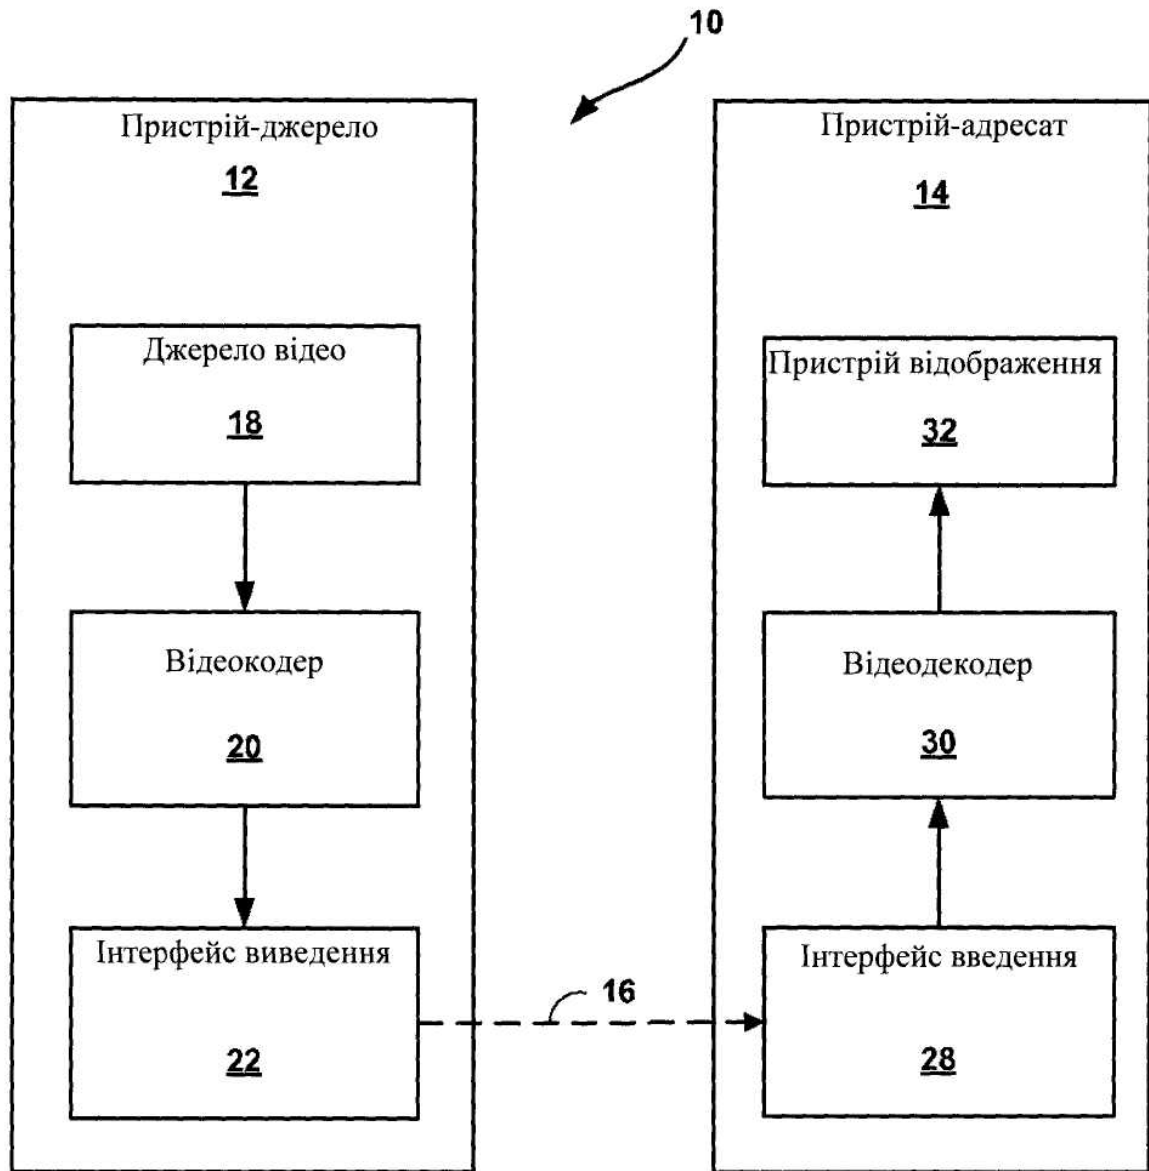 10
Пристрій-джерело
12
Джерело відео
18
Відеокодер
20
Інтерфейс виведення
22
16
Пристрій-адресат
14
Пристрій відображення
32
Відеодекодер
30
Інтерфейс введення
28